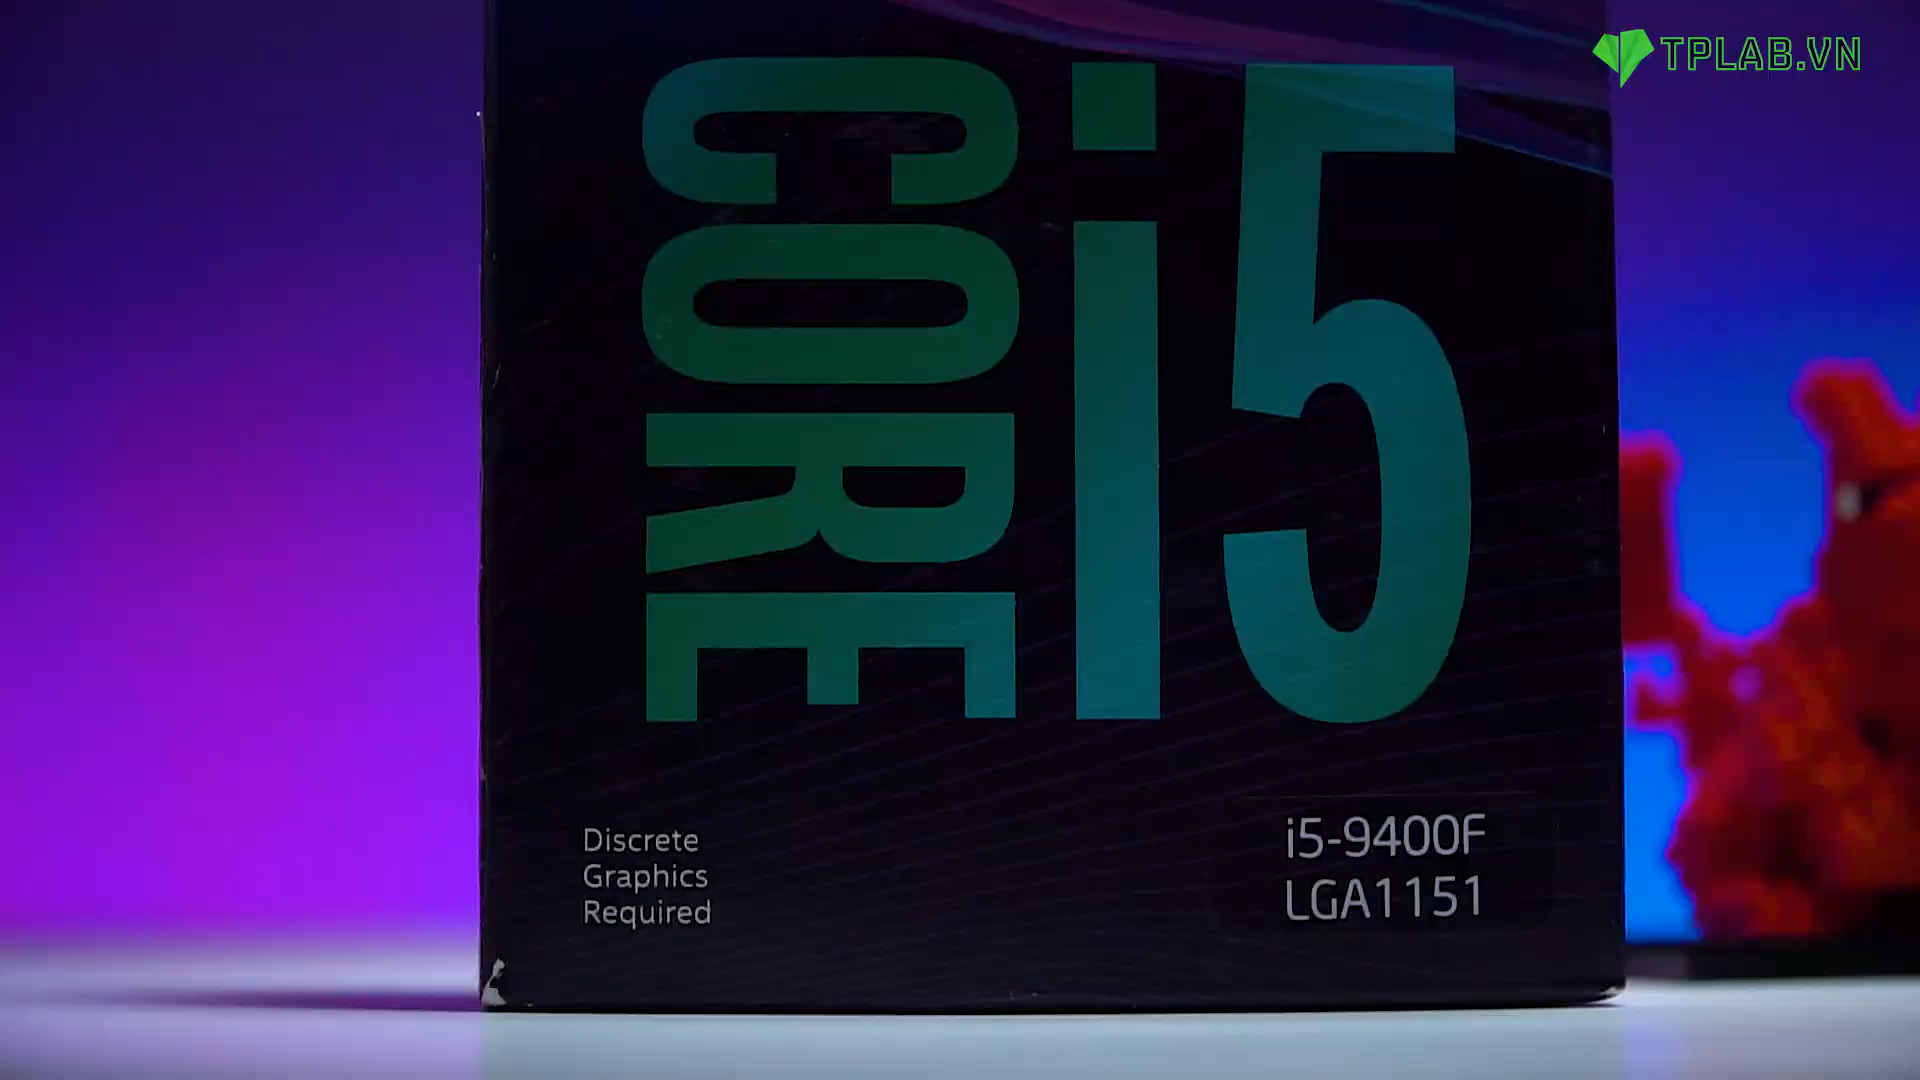 TPLAB.VN
CORE i5
Discrete
Graphics
Required
i5-9400F
LGA1151